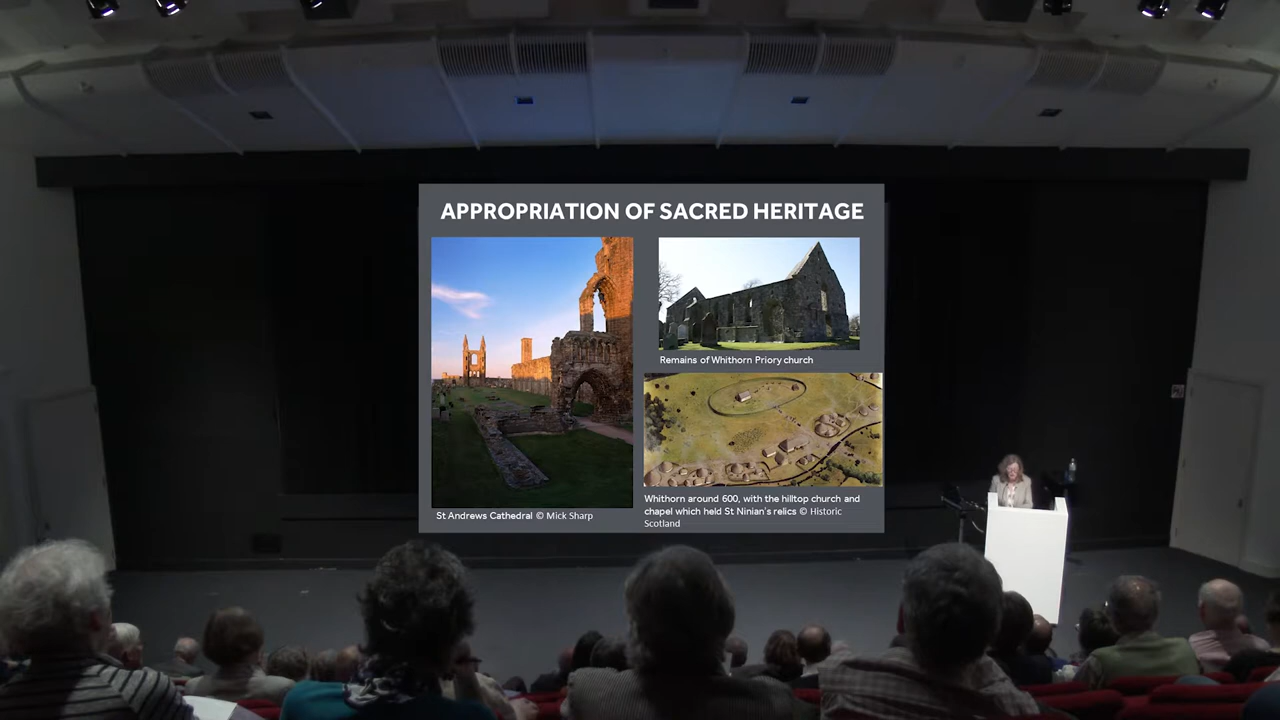 APPROPRIATION OF SACRED HERITAGE
Remains of Whithorn Priory church
Whithorn around 600, with the hilltop church and
chapel which held St Ninian's relics © Historic
Scotland
St Andrews Cathedral © Mick Sharp